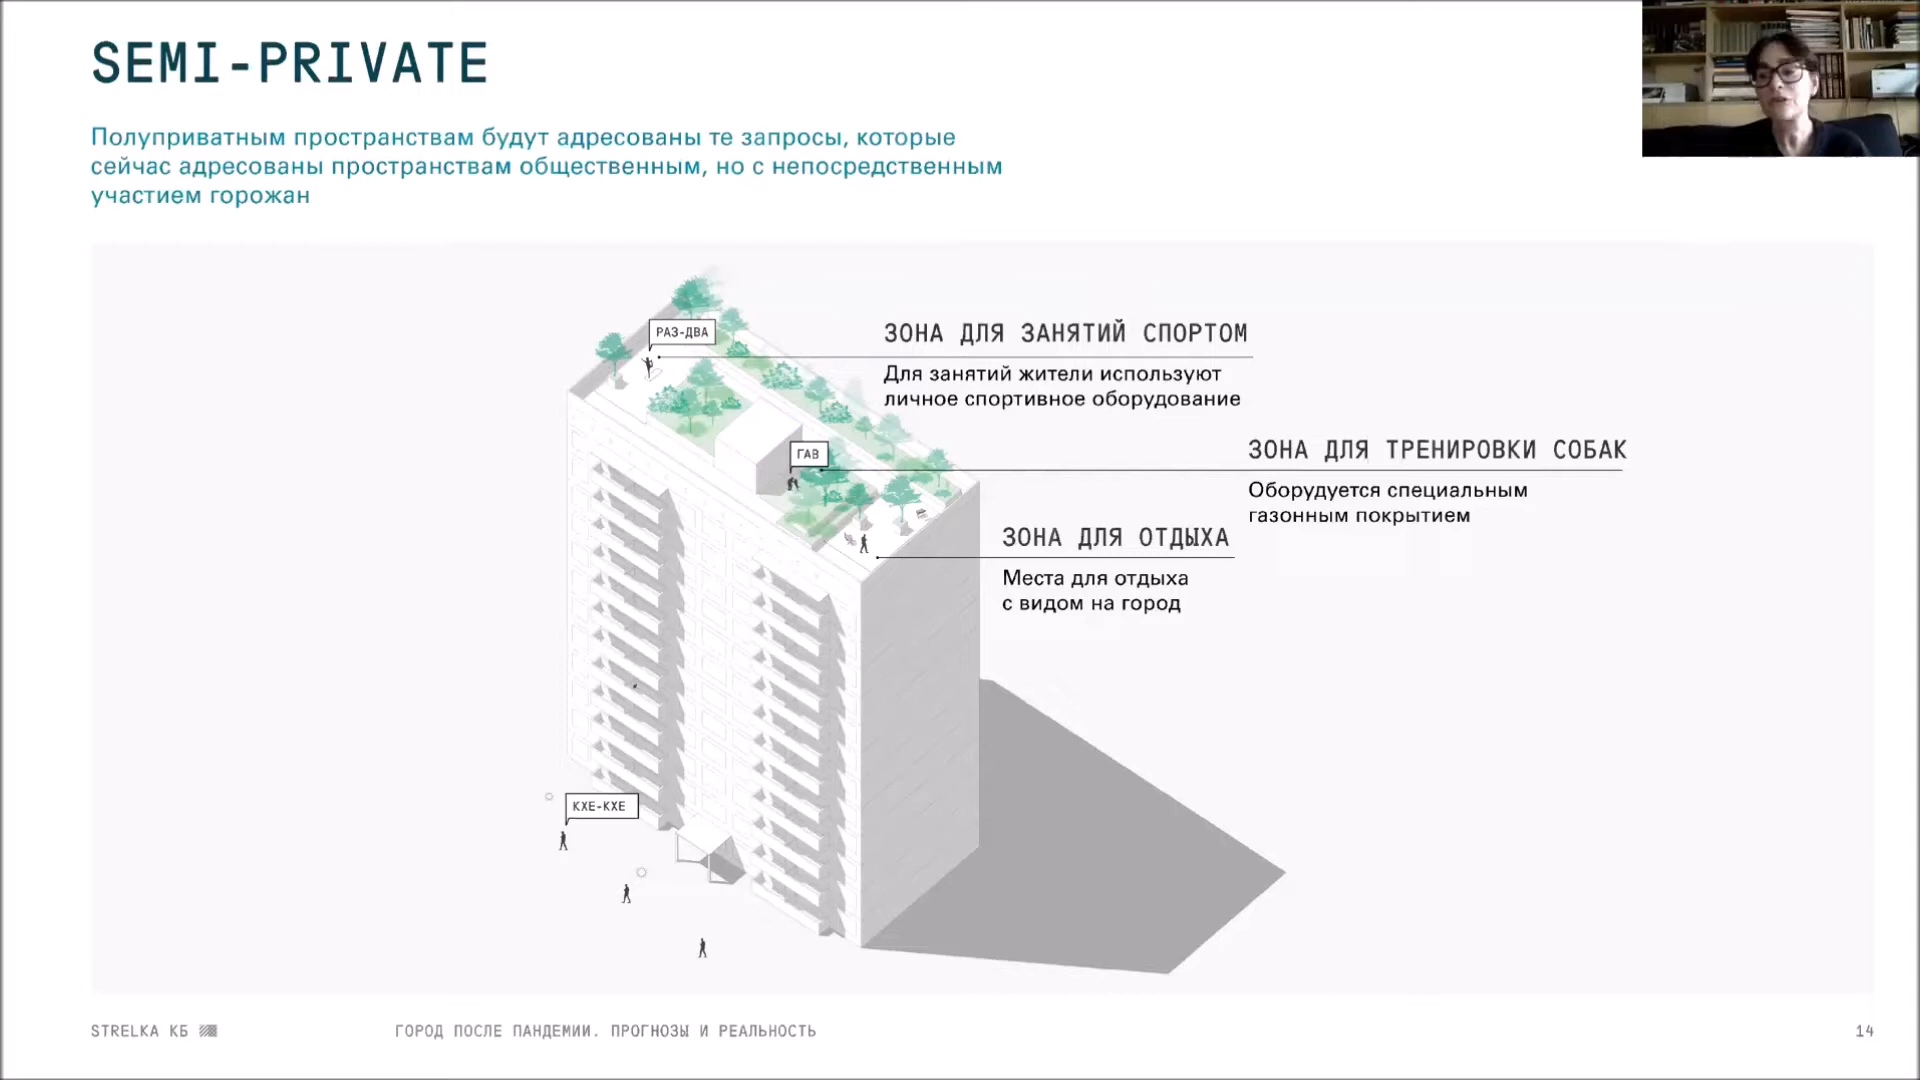 SEMI-PRIVATE
Полуприватным пространствам будут адресованы те запросы, которые
сейчас адресованы пространствам общественным, но с непосредственным
участием горожан
РАЗ-ДВА
ЗОНА ДЛЯ ЗАНЯТИЙ СПОРТОМ
Для занятий жители используют
личное спортивное оборудование
ГАВ
ЗОНА ДЛЯ ТРЕНИРОВКИ СОБАК
Оборудуется специальным
газонным покрытием
ЗОНА ДЛЯ ОТДЫХА
Места для отдыха
с видом на город
КХЕ-КХЕ
STRELKA КБ
ГОРОД ПОСЛЕ ПАНДЕМИИ. ПРОГНОЗЫ И РЕАЛЬНОСТЬ
14